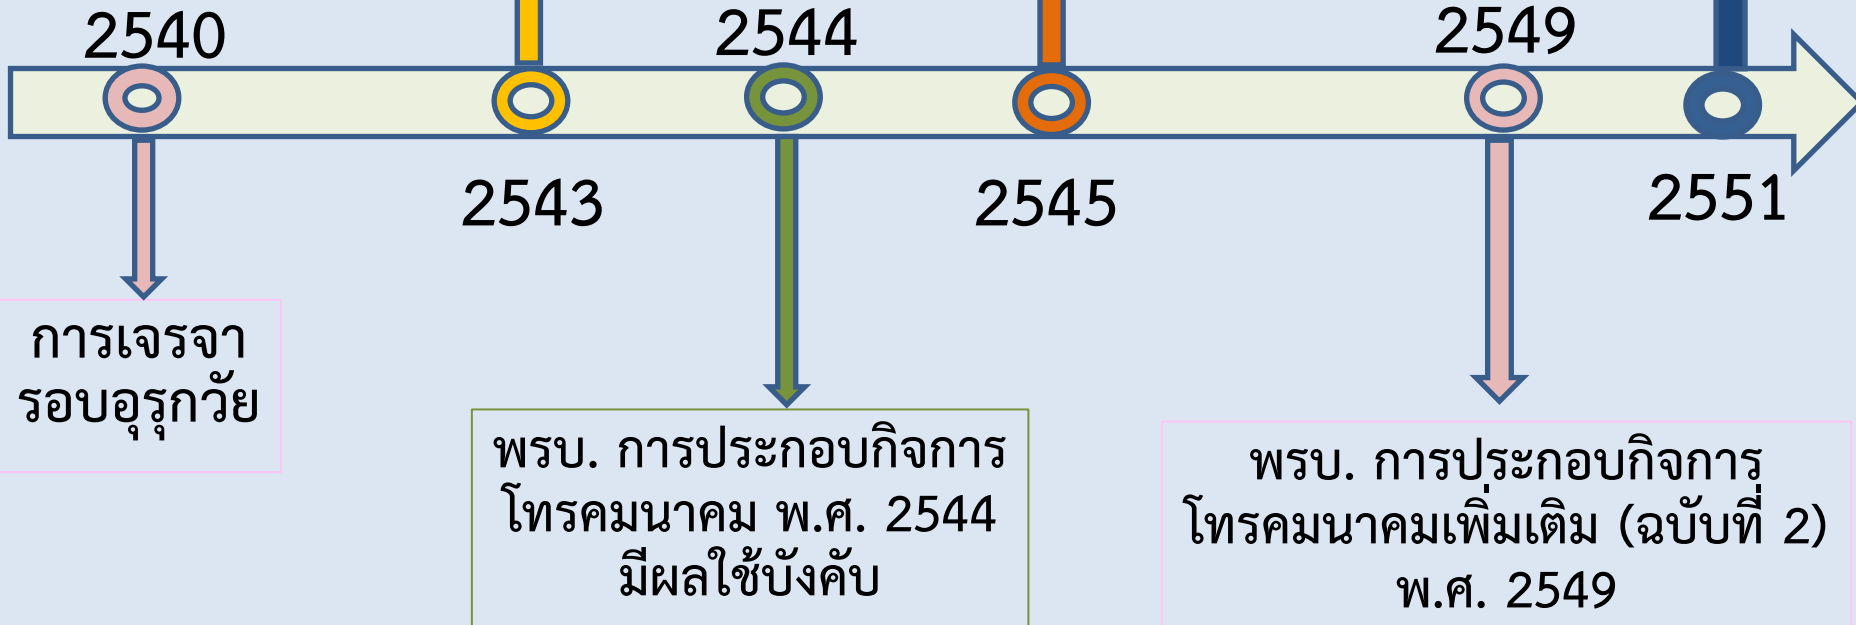 2540
2544
2549
2543
2545
2551
การเจรจา
รอบอุรุกวัย
พรบ. การประกอบกิจการ
โทรคมนาคม พ.ศ. 2544
มีผลใช้บังคับ
พรบ. การประกอบกิจการ
โทรคมนาคมเพิ่มเติม (ฉบับที่ 2)
พ.ศ. 2549